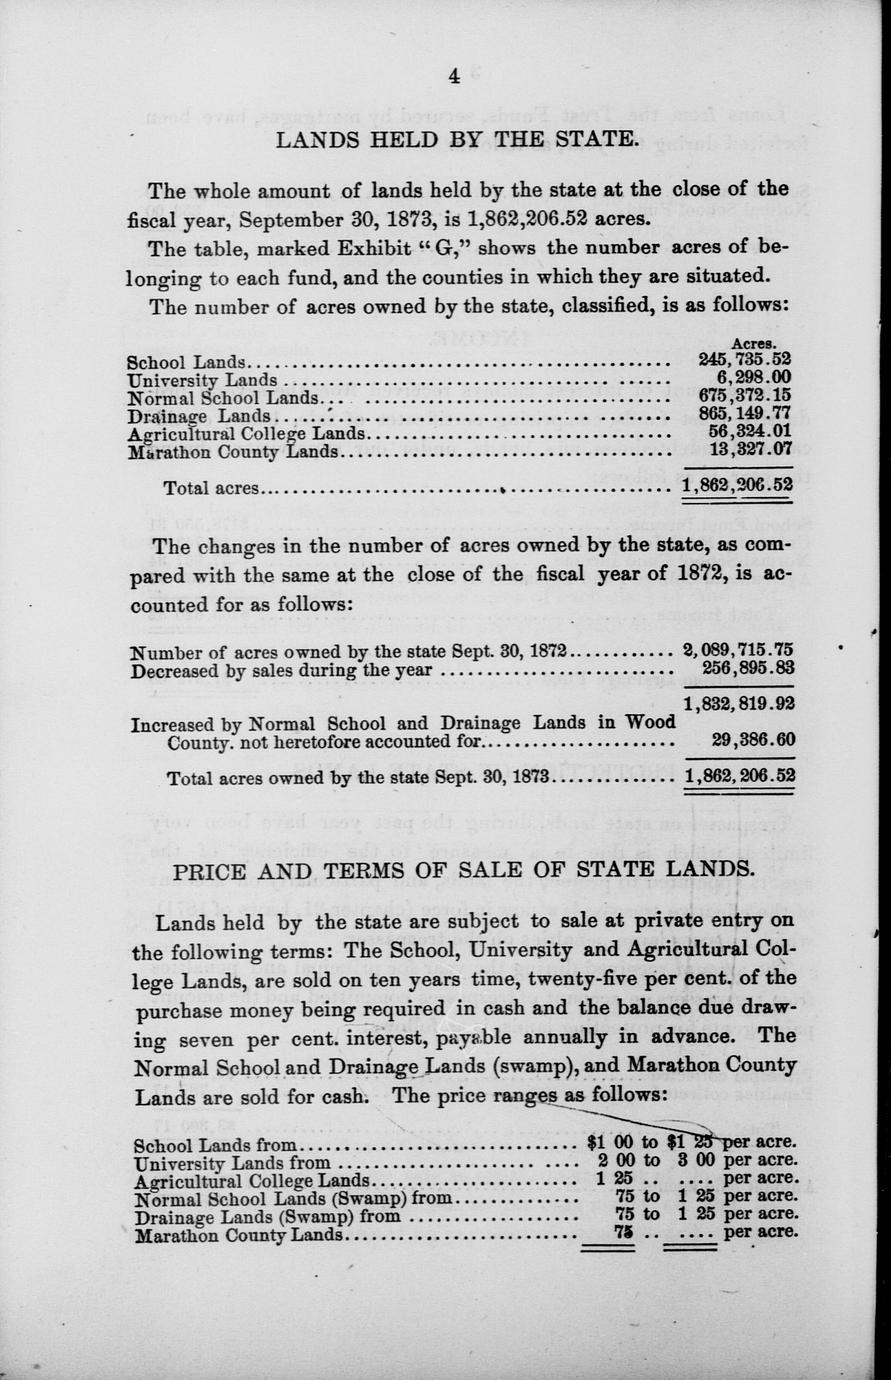 4
LANDS HELD BY THE STATE.
The whole amount of lands held by the state at the close of the
fiscal year, September 30, 1873, is 1,862,206.52 acres.
The table, marked Exhibit “ G,” shows the number acres of be-
longing to each fund, and the counties in which they are situated.
The number of acres owned by the state, classified, is as follows:
Acres.
School Lands.......... 245,735.52
University Lands .......... 6,298.00
Normal School Lands.......... 675,372.15
Drainage Lands.......... 865,149.77
Agricultural College Lands.......... 56,324.01
Marathon County Lands.......... 13,327.07
Total acres.......... 1,862,206.52
The changes in the number of acres owned by the state, as com-
pared with the same at the close of the fiscal year of 1872, is ac-
counted for as follows:
Number of acres owned by the state Sept. 30, 1872.......... 2,089,715.75
Decreased by sales during the year .......... 256,895.83
1,832,819.92
Increased by Normal School and Drainage Lands in Wood
County. not heretofore accounted for.......... 29,386.60
Total acres owned by the state Sept. 30, 1873.......... 1,862,206.52
PRICE AND TERMS OF SALE OF STATE LANDS.
Lands held by the state are subject to sale at private entry on
the following terms: The School, University and Agricultural Col-
lege Lands, are sold on ten years time, twenty-five per cent. of the
purchase money being required in cash and the balance due draw-
ing seven per cent. interest, payable annually in advance. The
Normal School and Drainage Lands (swamp), and Marathon County
Lands are sold for cash. The price ranges as follows:
School Lands from.......... $1 00 to $1 25 per acre.
University Lands from .......... 2 00 to 3 00 per acre.
Agricultural College Lands.......... 1 25 .. .... per acre.
Normal School Lands (Swamp) from.......... 75 to 1 25 per acre.
Drainage Lands (Swamp) from .......... 75 to 1 25 per acre.
Marathon County Lands.......... 75 .. .... per acre.